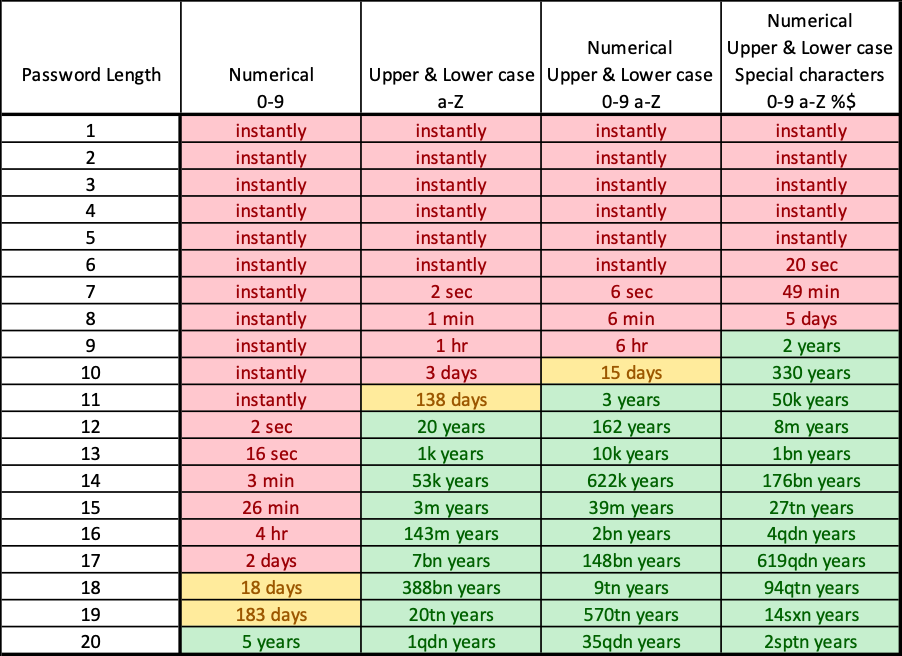 Numerical
Numerical Upper & Lower case
Numerical Upper & Lower case Special characters
Password Length 0-9 a-Z 0-9 a-Z 0-9 a-Z %$
1 instantly instantly instantly instantly
2 instantly instantly instantly instantly
3 instantly instantly instantly instantly
4 instantly instantly instantly instantly
5 instantly instantly instantly instantly
6 instantly instantly instantly 20 sec
7 instantly 2 sec 6 sec 49 min
8 instantly 1 min 6 min 5 days
9 instantly 1 hr 6 hr 2 years
10 instantly 3 days 15 days 330 years
11 instantly 138 days 3 years 50k years
12 2 sec 20 years 162 years 8m years
13 16 sec 1k years 10k years 1bn years
14 3 min 53k years 622k years 176bn years
15 26 min 3m years 39m years 27tn years
16 4 hr 143m years 2bn years 4qdn years
17 2 days 7bn years 148bn years 619qdn years
18 18 days 388bn years 9tn years 94qtn years
19 183 days 20tn years 570tn years 14sxn years
20 5 years 1qdn years 35qdn years 2sptn years